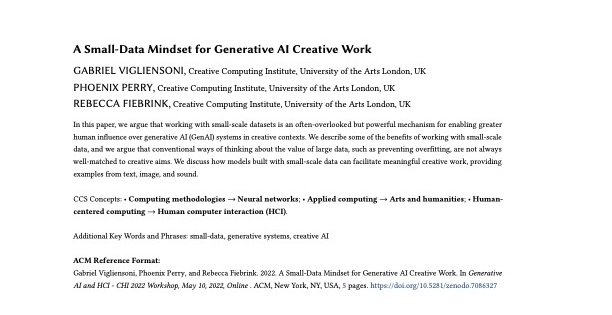 A Small-Data Mindset for Generative AI Creative Work
GABRIEL VIGLIENSONI, Creative Computing Institute, University of the Arts London, UK
PHOENIX PERRY, Creative Computing Institute, University of the Arts London, UK
REBECCA FIEBRINK, Creative Computing Institute, University of the Arts London, UK
In this paper, we argue that working with small-scale datasets is an often-overlooked but powerful mechanism for enabling greater
human influence over generative AI (GenAI) systems in creative contexts. We describe some of the benefits of working with small-scale
data, and we argue that conventional ways of thinking about the value of large data, such as preventing overfitting, are not always
well-matched to creative aims. We discuss how models built with small-scale data can facilitate meaningful creative work, providing
examples from text, image, and sound.
CCS Concepts: • Computing methodologies → Neural networks; • Applied computing → Arts and humanities; • Human-
centered computing → Human computer interaction (HCI).
Additional Key Words and Phrases: small-data, generative systems, creative AI
ACM Reference Format:
Gabriel Vigliensoni, Phoenix Perry, and Rebecca Fiebrink. 2022. A Small-Data Mindset for Generative AI Creative Work. In Generative
AI and HCI - CHI 2022 Workshop, May 10, 2022, Online . ACM, New York, NY, USA, 5 pages. https://doi.org/10.5281/zenodo.7086327